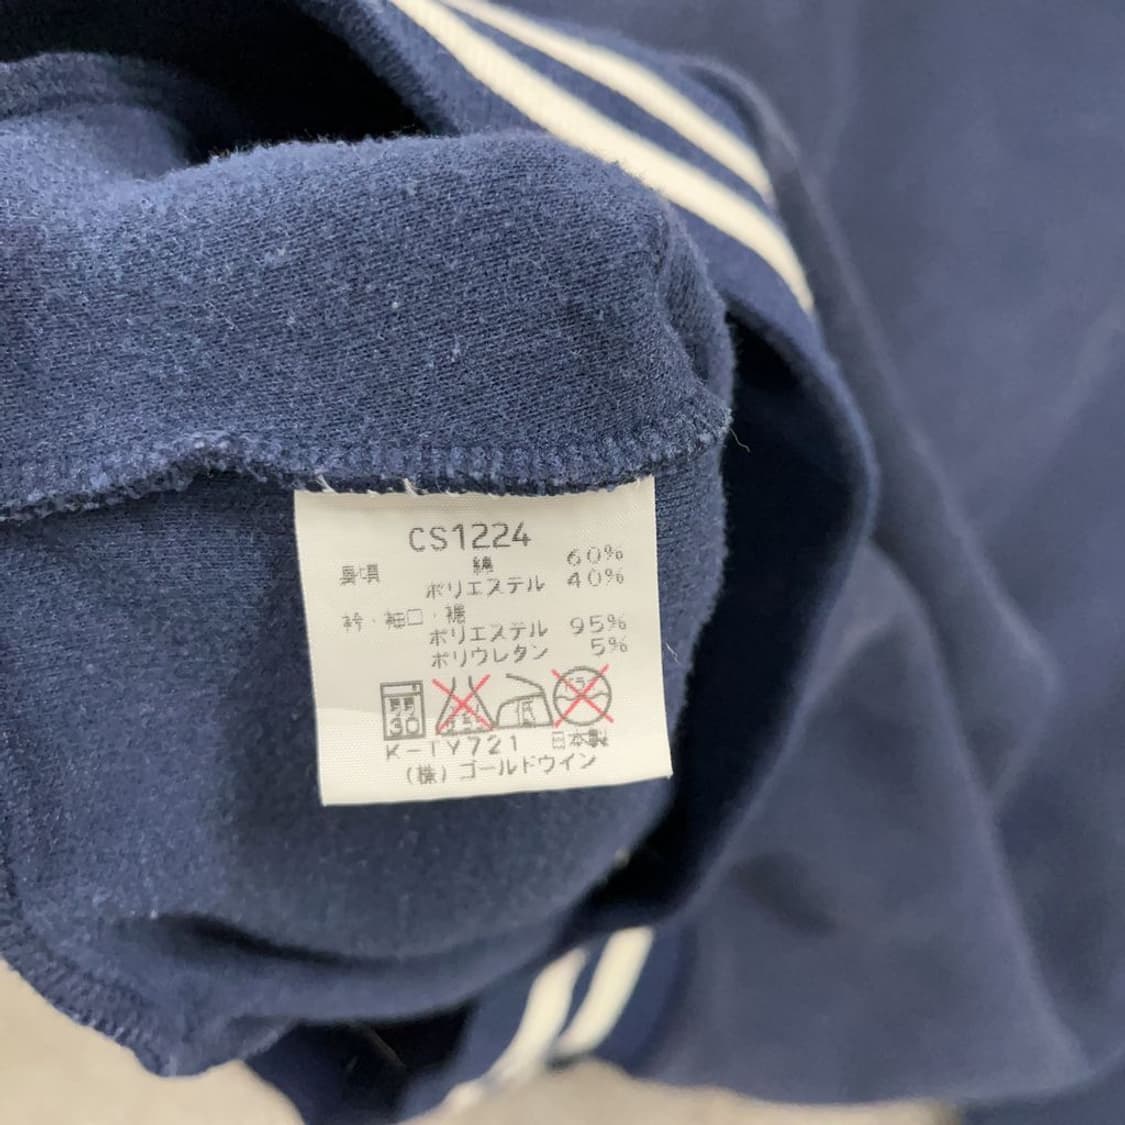 CS1224
身頃 綿 60%
ポリエステル 40%
衿・袖口・裾
ポリエステル 95%
ポリウレタン 5%
30 低
K-TY721 日本製
(株)ゴールドウイン